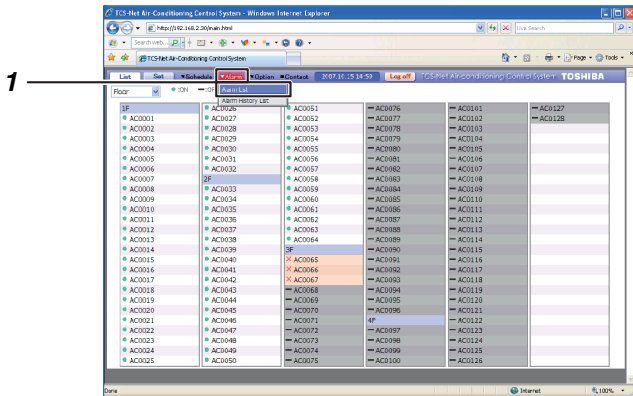 TCS-Net Air-Conditioning Control System - Windows Internet Explorer
http://192.168.2.30/main.html
Live Search
Search web...
TCS-Net Air-Conditioning Control System
Page
Tools
1
List Set ▼Schedule ▼Alarm ▼Option ■Contact 2007.10.15 14:53 Log off TCS-Net Air-conditioning Control System TOSHIBA
Floor :ON :OF Alarm List
Alarm History List
1F AC0026 AC0051 AC0076 AC0101 AC0127
AC0001 AC0027 AC0052 AC0077 AC0102 AC0128
AC0002 AC0028 AC0053 AC0078 AC0103
AC0003 AC0029 AC0054 AC0079 AC0104
AC0004 AC0030 AC0055 AC0080 AC0105
AC0005 AC0031 AC0056 AC0081 AC0106
AC0006 AC0032 AC0057 AC0082 AC0107
AC0007 2F AC0058 AC0083 AC0108
AC0008 AC0033 AC0059 AC0084 AC0109
AC0009 AC0034 AC0060 AC0085 AC0110
AC0010 AC0035 AC0061 AC0086 AC0111
AC0011 AC0036 AC0062 AC0087 AC0112
AC0012 AC0037 AC0063 AC0088 AC0113
AC0013 AC0038 AC0064 AC0089 AC0114
AC0014 AC0039 3F AC0090 AC0115
AC0015 AC0040 AC0065 AC0091 AC0116
AC0016 AC0041 AC0066 AC0092 AC0117
AC0017 AC0042 AC0067 AC0093 AC0118
AC0018 AC0043 AC0068 AC0094 AC0119
AC0019 AC0044 AC0069 AC0095 AC0120
AC0020 AC0045 AC0070 AC0096 AC0121
AC0021 AC0046 AC0071 4F AC0122
AC0022 AC0047 AC0072 AC0097 AC0123
AC0023 AC0048 AC0073 AC0098 AC0124
AC0024 AC0049 AC0074 AC0099 AC0125
AC0025 AC0050 AC0075 AC0100 AC0126
Done Internet 100%